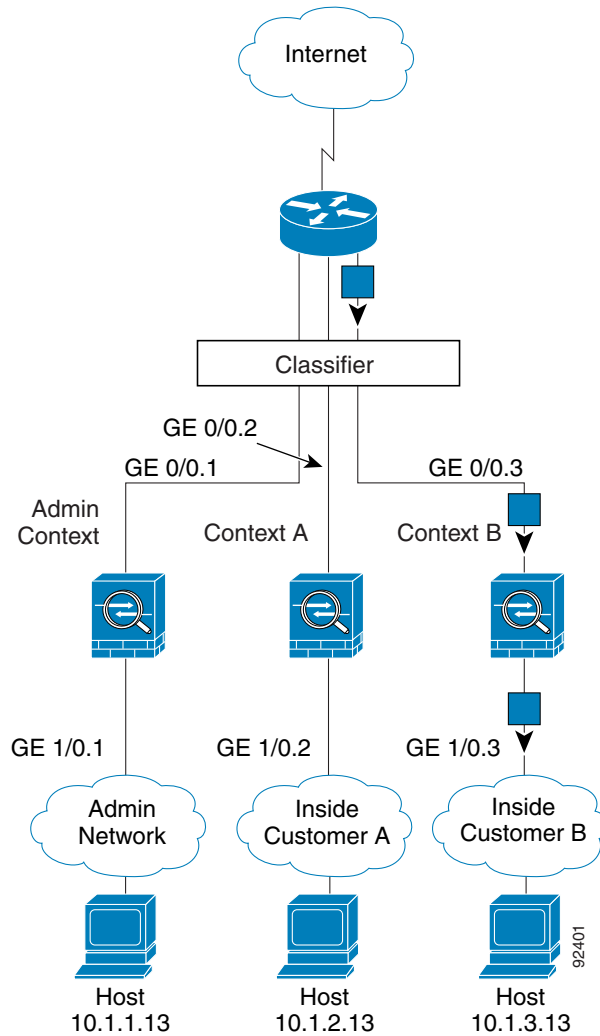 Internet
Classifier
GE 0/0.2
GE 0/0.1
GE 0/0.3
Admin
Context
Context A
Context B
GE 1/0.1
GE 1/0.2
GE 1/0.3
Admin
Network
Inside
Customer A
Inside
Customer B
92401
Host
10.1.1.13
Host
10.1.2.13
Host
10.1.3.13